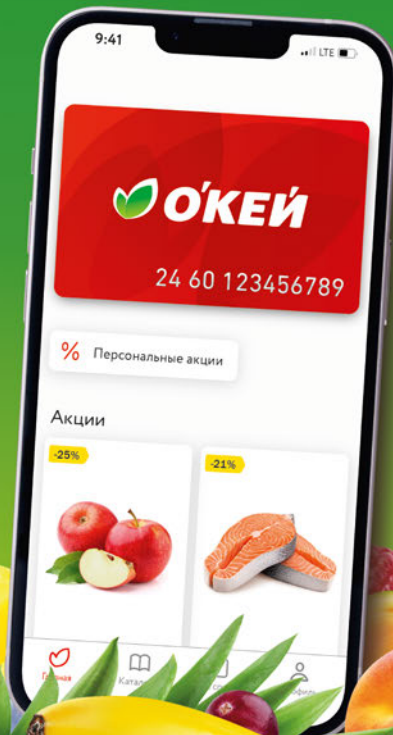 9:41
LTE
О'КЕЙ
24 60 123456789
% Персональные акции
Акции
-25%
-21%